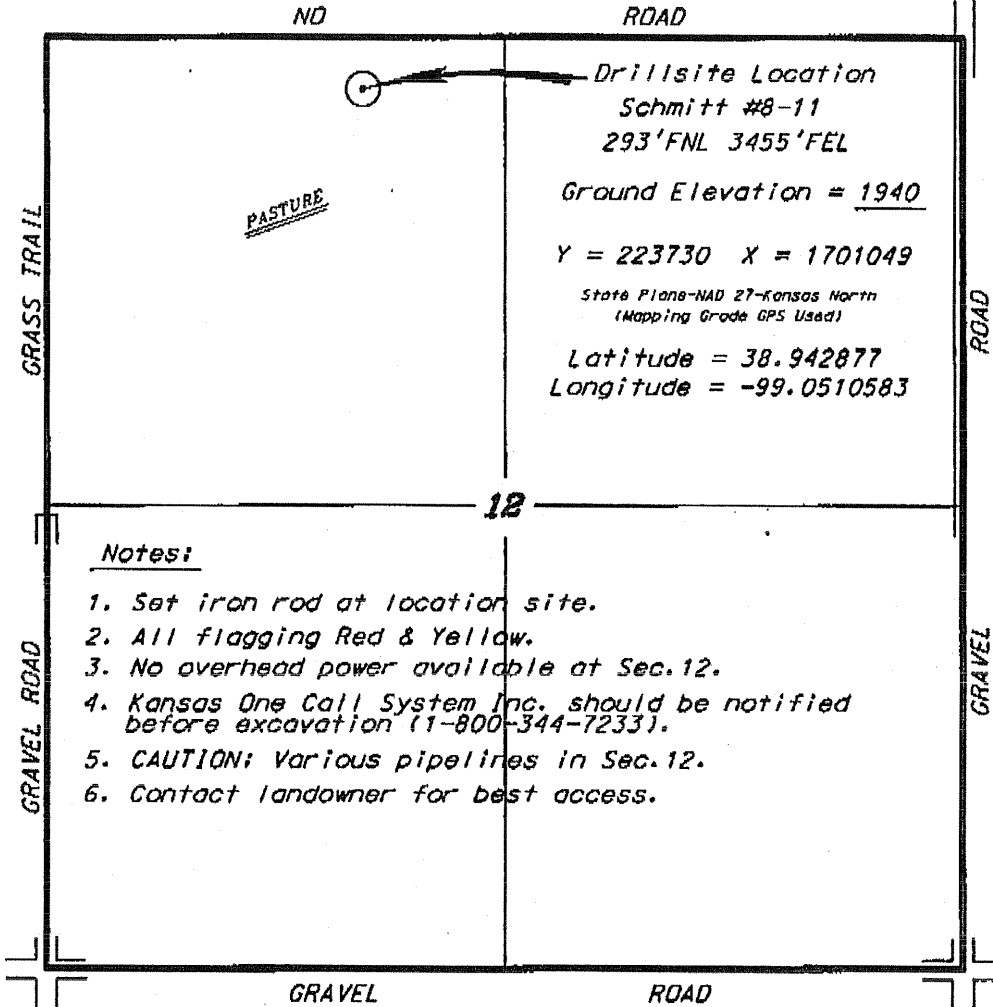 NO ROAD
Drillsite Location
Schmitt #8-11
293'FNL 3455'FEL
PASTURE
Ground Elevation = 1940
GRASS TRAIL
Y = 223730 X = 1701049
State Plane-NAD 27-Kansas North
(Mapping Grade GPS Used)
Latitude = 38.942877
Longitude = -99.0510583
GRAVEL ROAD
12
Notes:
1. Set iron rod at location site.
2. All flagging Red & Yellow.
3. No overhead power available at Sec.12.
4. Kansas One Call System Inc. should be notified
before excavation (1-800-344-7233).
5. CAUTION: Various pipelines in Sec.12.
6. Contact landowner for best access.
GRAVEL ROAD
GRAVEL ROAD